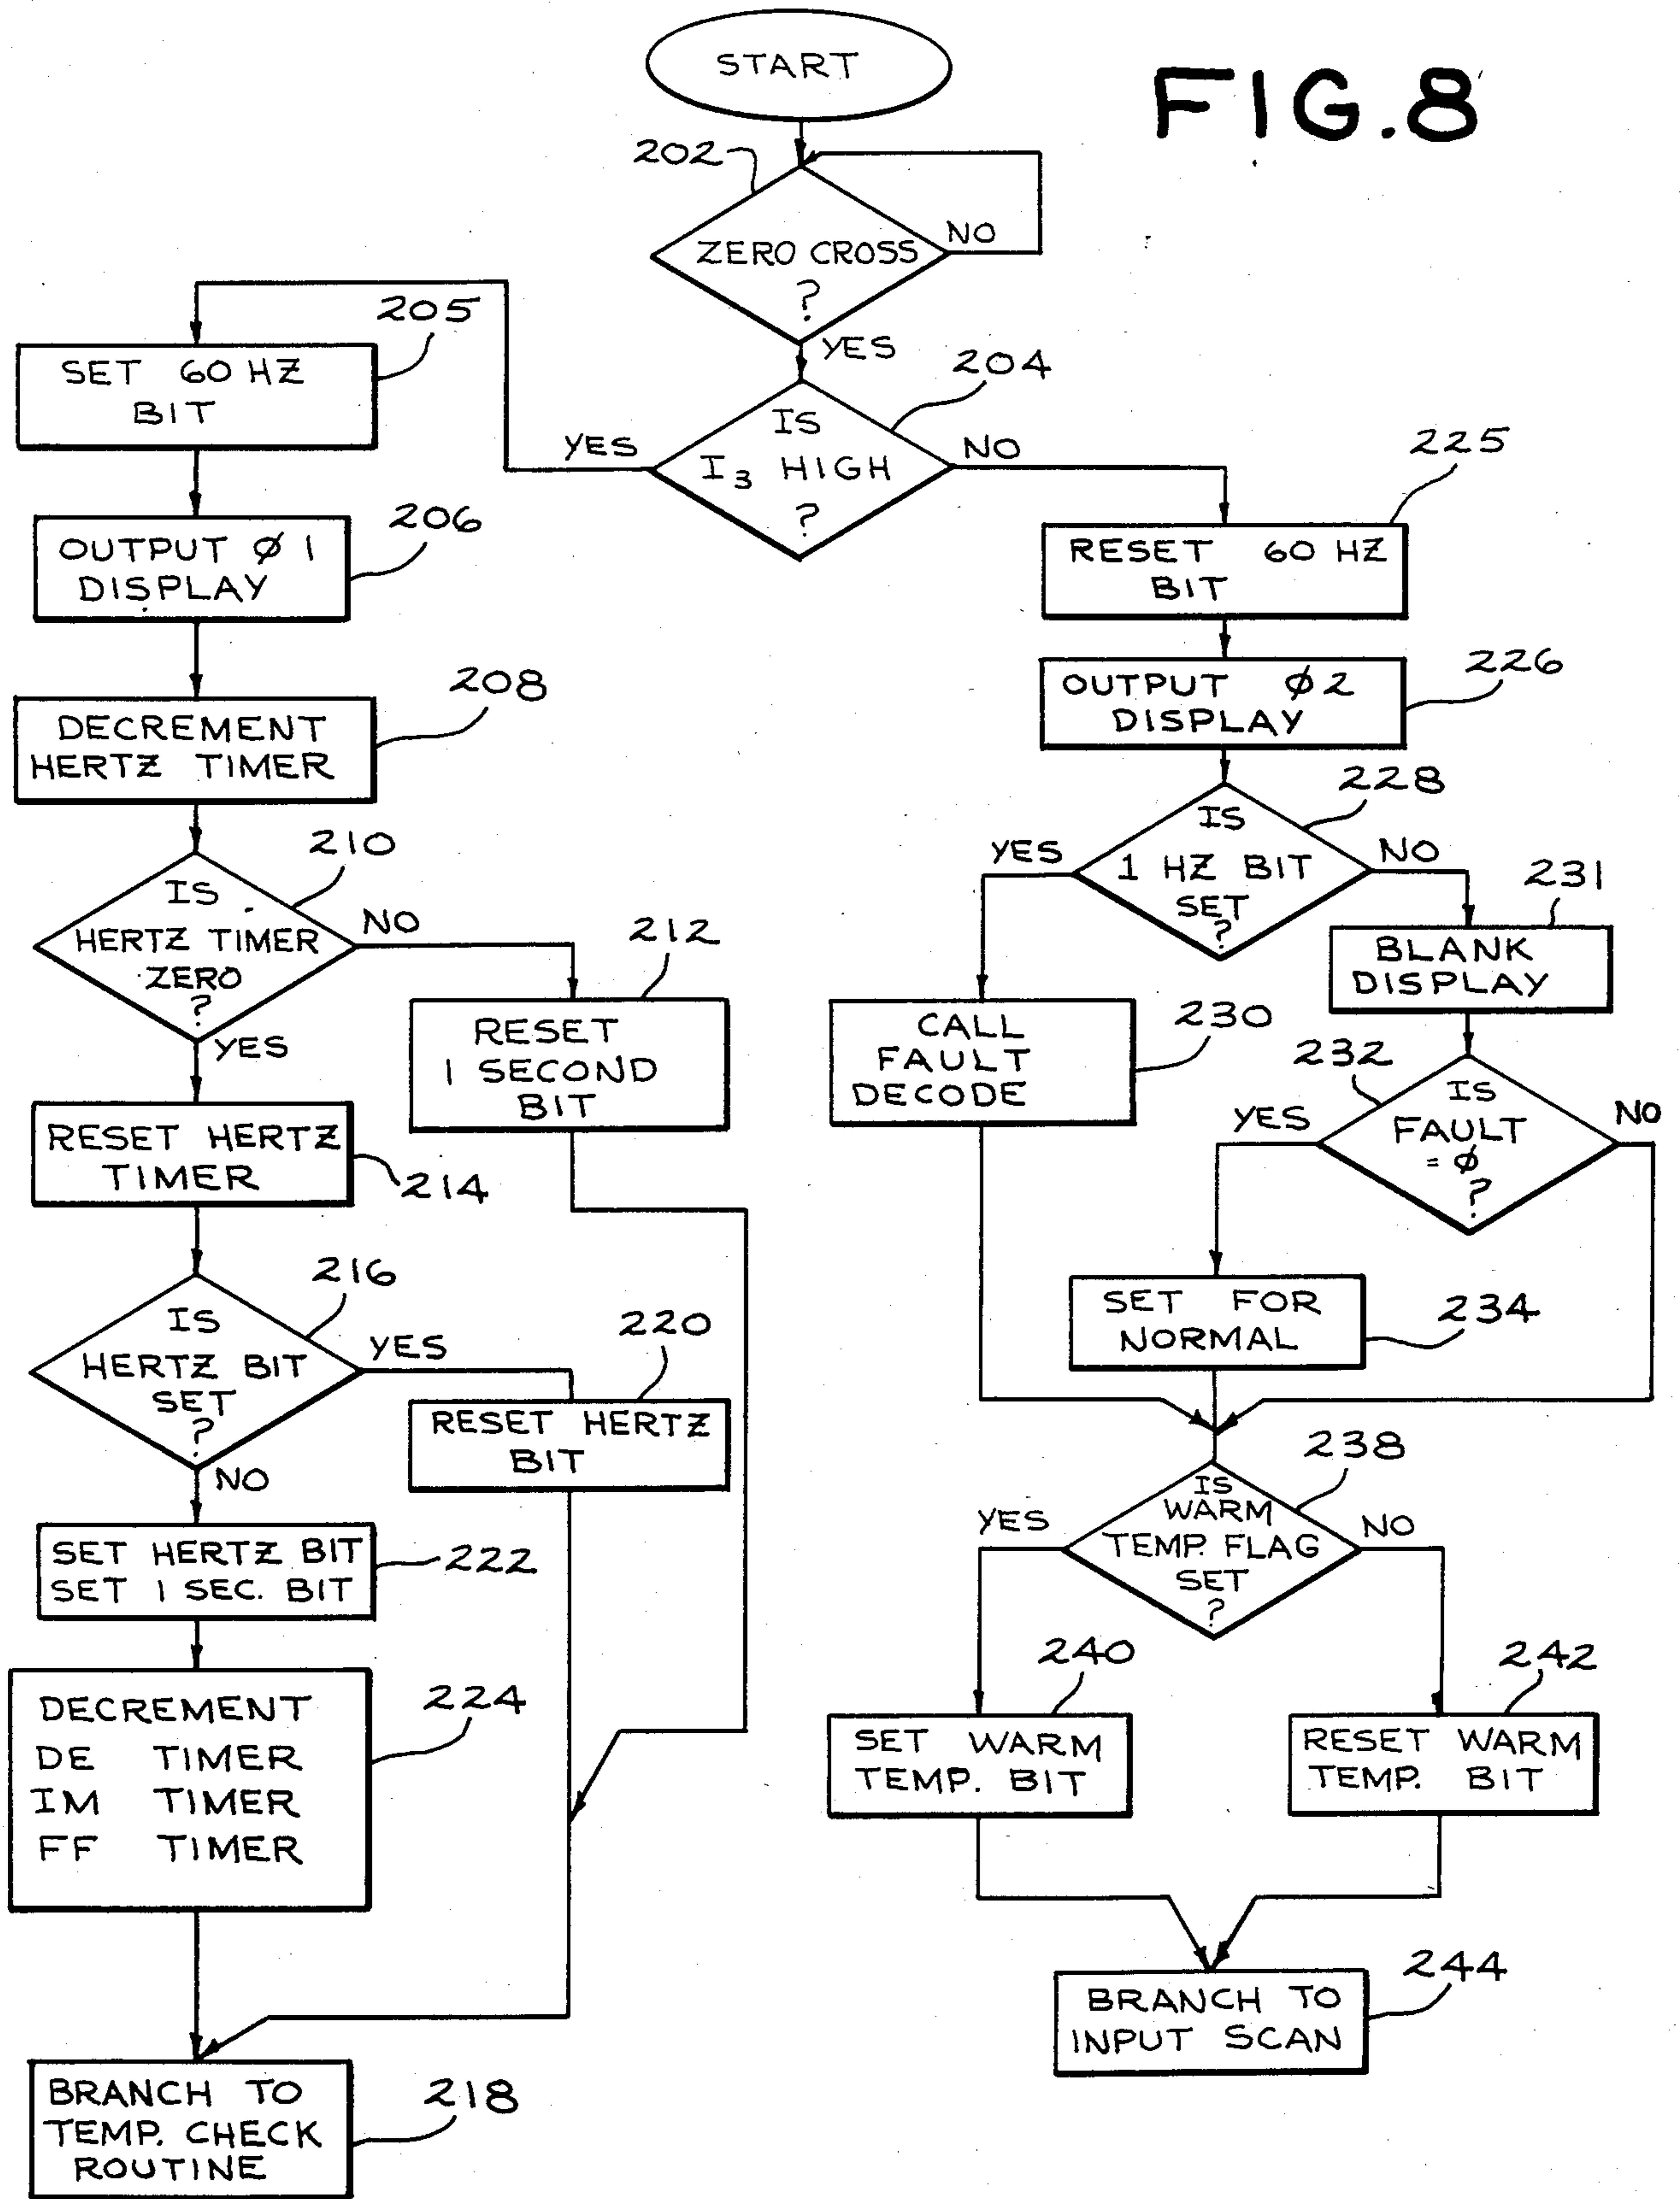 START
FIG.8
202
ZERO CROSS
?
NO
YES
204
IS
I3 HIGH
?
YES
NO
205
SET 60 HZ
BIT
206
OUTPUT Ø 1
DISPLAY
208
DECREMENT
HERTZ TIMER
210
IS
HERTZ TIMER
ZERO
?
NO
YES
212
RESET
1 SECOND
BIT
RESET HERTZ
TIMER
214
216
IS
HERTZ BIT
SET
?
YES
NO
220
RESET HERTZ
BIT
SET HERTZ BIT
SET 1 SEC. BIT
222
DECREMENT
DE TIMER
IM TIMER
FF TIMER
224
BRANCH TO
TEMP. CHECK
ROUTINE
218
225
RESET 60 HZ
BIT
226
OUTPUT Ø2
DISPLAY
228
IS
1 HZ BIT
SET
?
YES
NO
230
CALL
FAULT
DECODE
231
BLANK
DISPLAY
232
IS
FAULT
= Ø
?
YES
NO
SET FOR
NORMAL
234
238
IS
WARM
TEMP. FLAG
SET
?
YES
NO
240
SET WARM
TEMP. BIT
242
RESET WARM
TEMP. BIT
244
BRANCH TO
INPUT SCAN